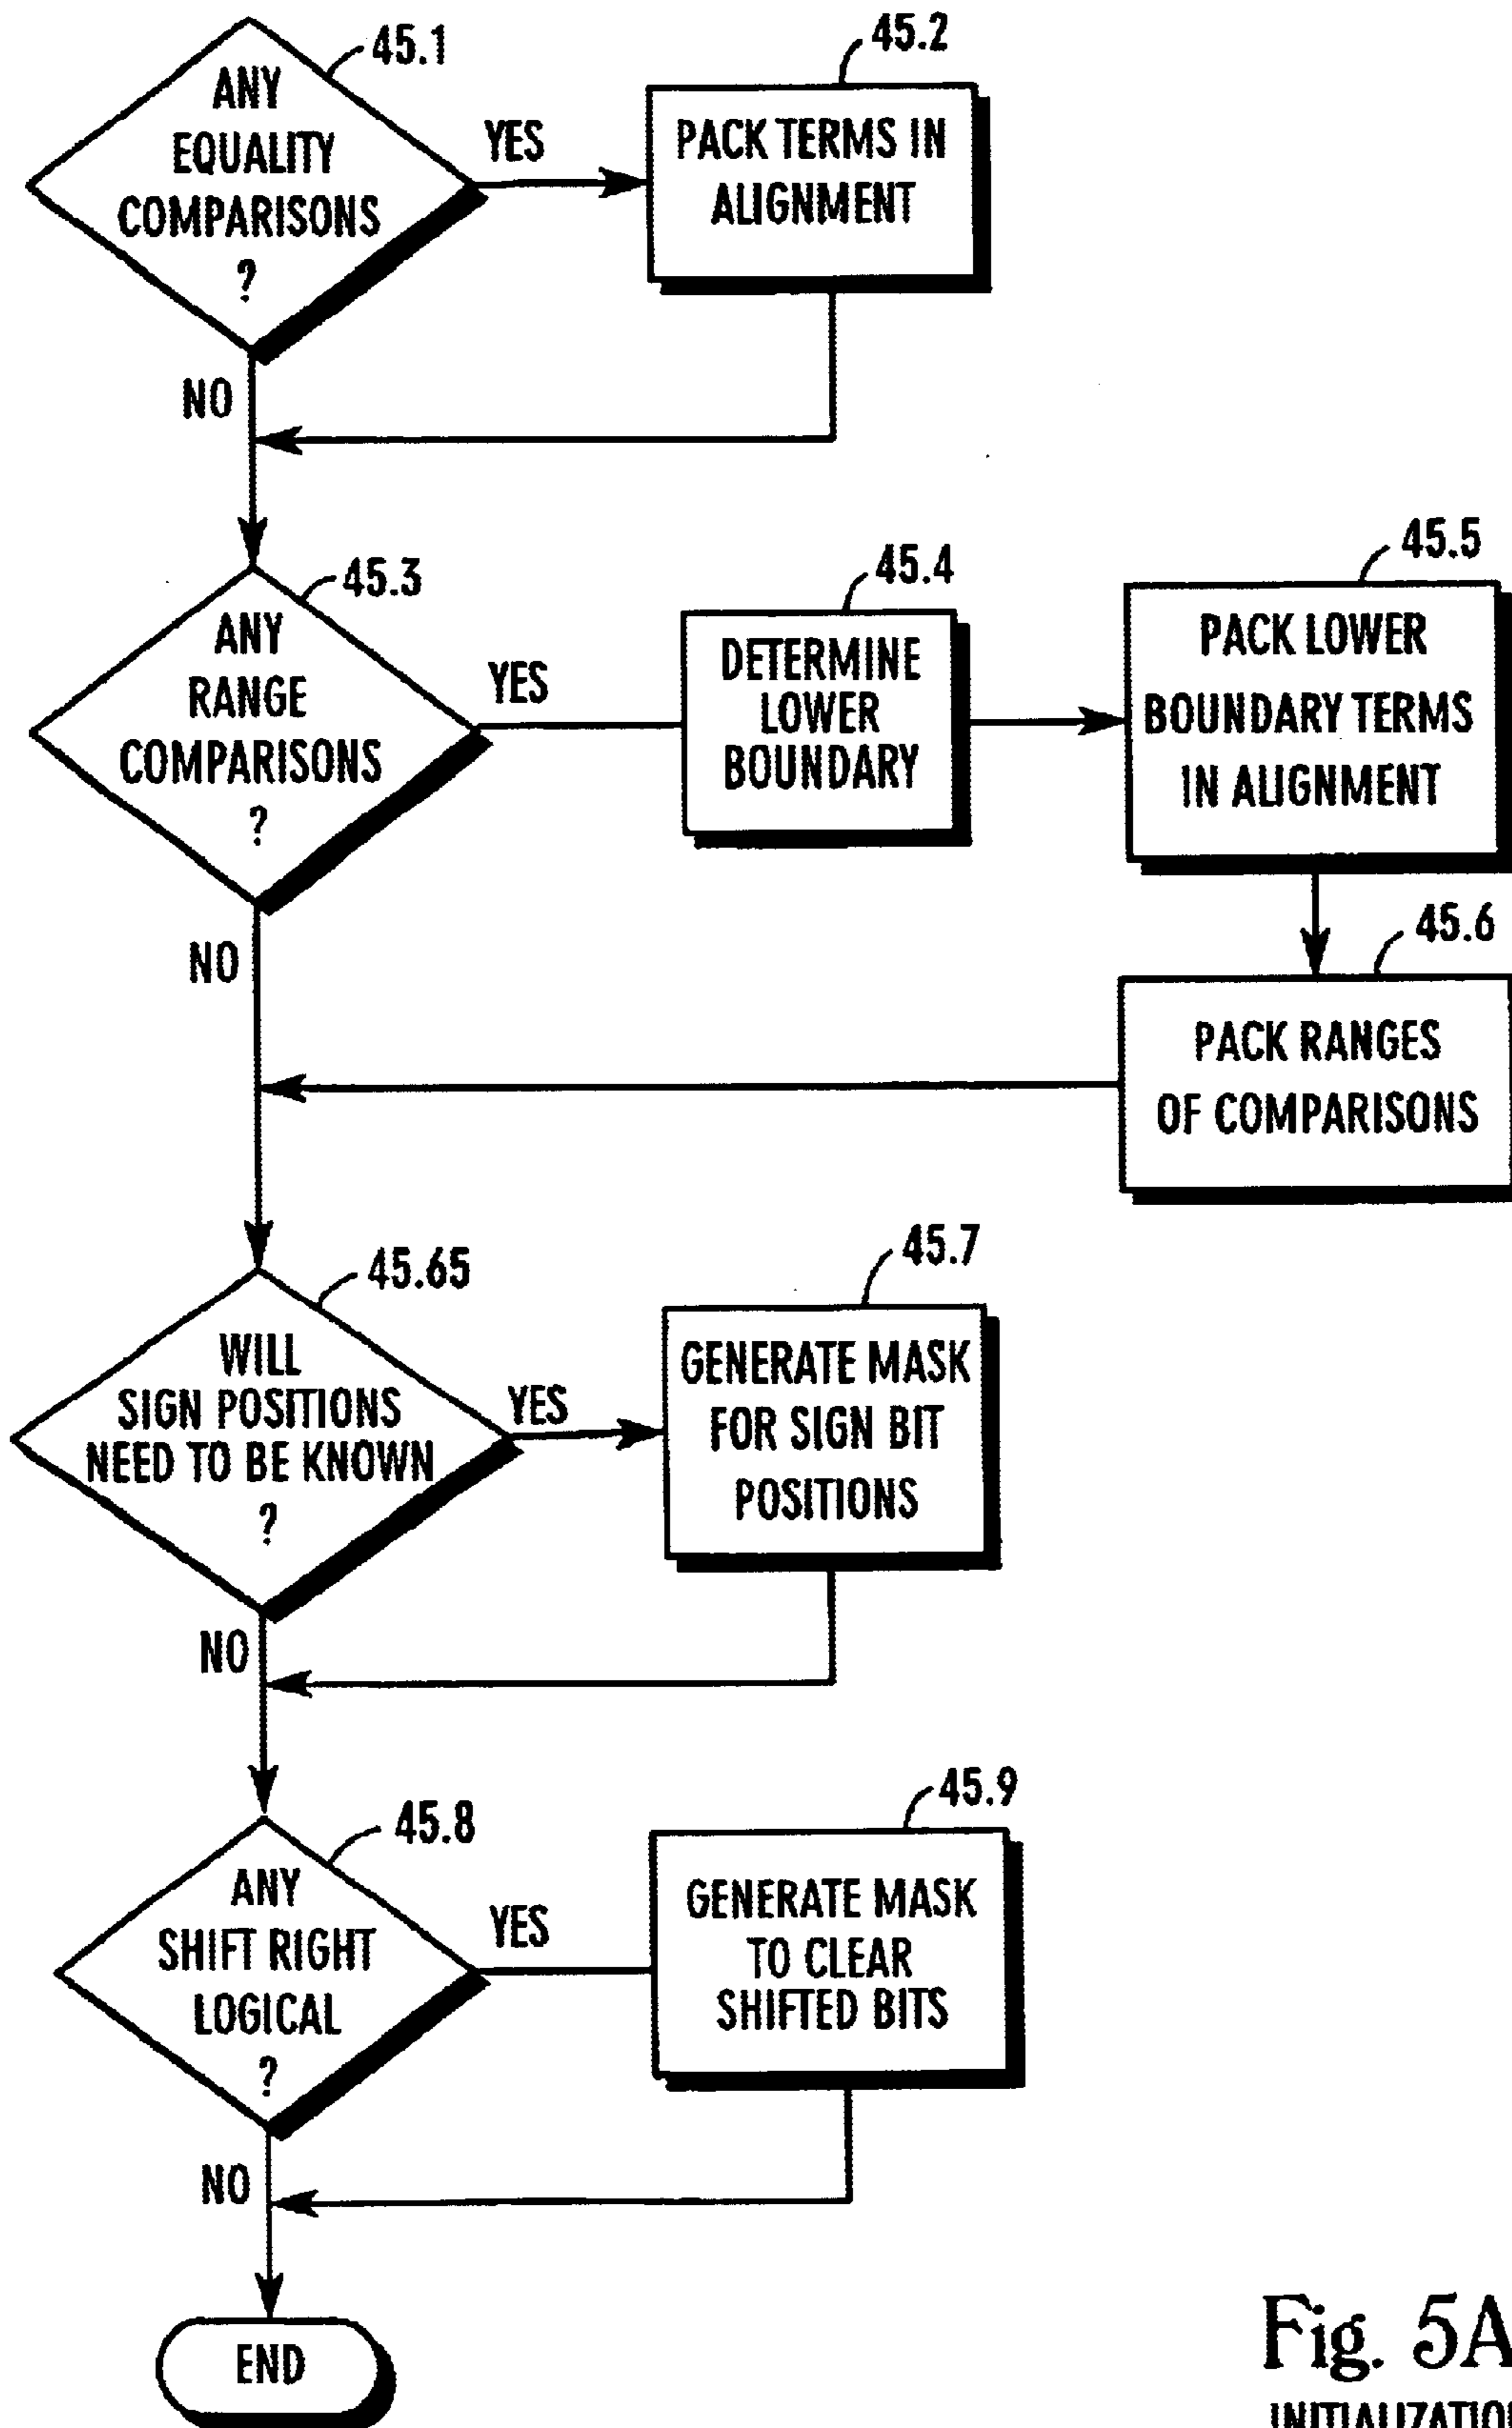 45.1
ANY
EQUALITY
COMPARISONS
?
YES
45.2
PACK TERMS IN
ALIGNMENT
NO
45.3
ANY
RANGE
COMPARISONS
?
YES
45.4
DETERMINE
LOWER
BOUNDARY
45.5
PACK LOWER
BOUNDARY TERMS
IN ALIGNMENT
NO
45.6
PACK RANGES
OF COMPARISONS
45.65
WILL
SIGN POSITIONS
NEED TO BE KNOWN
?
YES
45.7
GENERATE MASK
FOR SIGN BIT
POSITIONS
NO
45.8
ANY
SHIFT RIGHT
LOGICAL
?
YES
45.9
GENERATE MASK
TO CLEAR
SHIFTED BITS
NO
END
Fig. 5A
INITIALIZATION